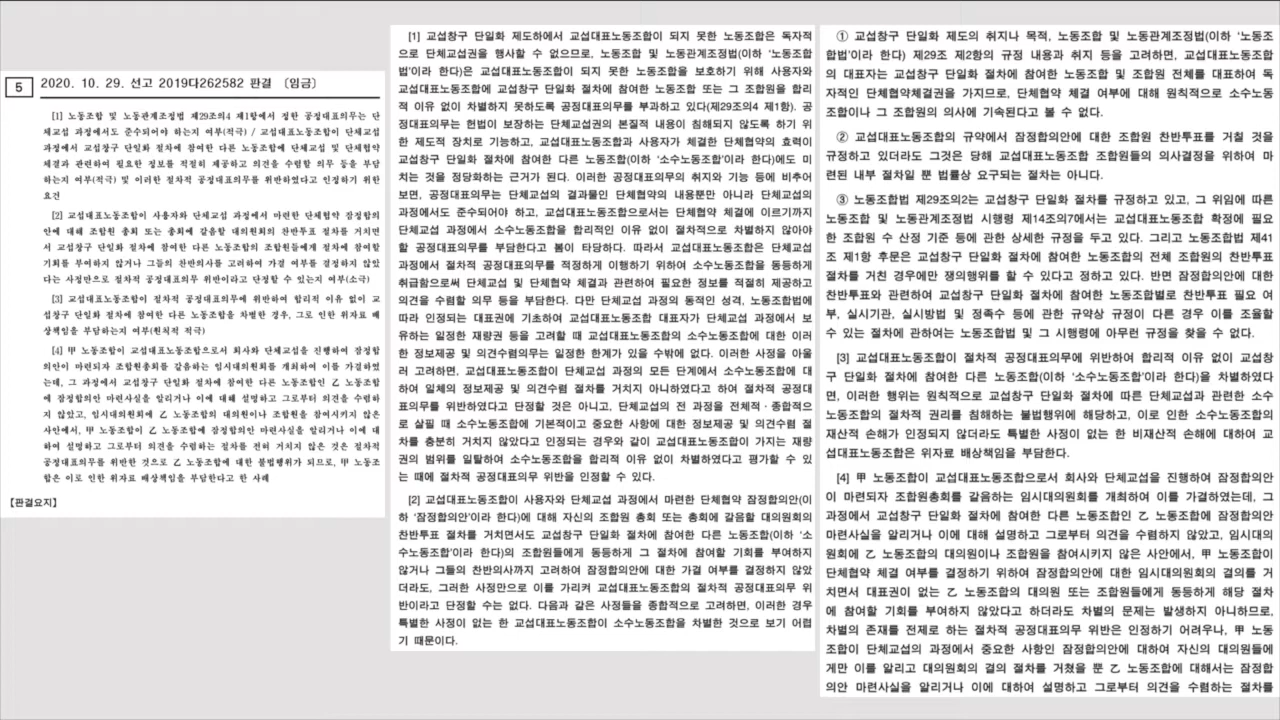 5
2020. 10. 29. 선고 2019다262582 판결 〔임금〕
[1] 노동조합 및 노동관계조정법 제29조의4 제1항에서 정한 공정대표의무는 단
체교섭 과정에서도 준수되어야 하는지 여부(적극) / 교섭대표노동조합이 단체교섭
과정에서 교섭창구 단일화 절차에 참여한 다른 노동조합에 단체교섭 및 단체협약
체결과 관련하여 필요한 정보를 적절히 제공하고 의견을 수렴할 의무 등을 부담
하는지 여부(적극) 및 이러한 절차적 공정대표의무를 위반하였다고 인정하기 위한
요건
[2] 교섭대표노동조합이 사용자와 단체교섭 과정에서 마련한 단체협약 잠정합의
안에 대해 조합원 총회 또는 총회에 갈음할 대의원회의 찬반투표 절차를 거치면
서 교섭창구 단일화 절차에 참여한 다른 노동조합의 조합원들에게 절차에 참여할
기회를 부여하지 않거나 그들의 찬반의사를 고려하여 가결 여부를 결정하지 않았
다는 사정만으로 절차적 공정대표의무 위반이라고 단정할 수 있는지 여부(소극)
[3] 교섭대표노동조합이 절차적 공정대표의무에 위반하여 합리적 이유 없이 교
섭창구 단일화 절차에 참여한 다른 노동조합을 차별한 경우, 그로 인한 위자료 배
상책임을 부담하는지 여부(원칙적 적극)
[4] 甲 노동조합이 교섭대표노동조합으로서 회사와 단체교섭을 진행하여 잠정합
의안이 마련되자 조합원총회를 갈음하는 임시대의원회를 개최하여 이를 가결하였
는데, 그 과정에서 교섭창구 단일화 절차에 참여한 다른 노동조합인 乙 노동조합
에 잠정합의안 마련사실을 알리거나 이에 대해 설명하고 그로부터 의견을 수렴하
지 않았고, 임시대의원회에 乙 노동조합의 대의원이나 조합원을 참여시키지 않은
사안에서, 甲 노동조합이 乙 노동조합에 잠정합의안 마련사실을 알리거나 이에 대
하여 설명하고 그로부터 의견을 수렴하는 절차를 전혀 거치지 않은 것은 절차적
공정대표의무를 위반한 것으로 乙 노동조합에 대한 불법행위가 되므로, 甲 노동조
합은 이로 인한 위자료 배상책임을 부담한다고 한 사례
【판결요지】
[1] 교섭창구 단일화 제도하에서 교섭대표노동조합이 되지 못한 노동조합은 독자적
으로 단체교섭권을 행사할 수 없으므로, 노동조합 및 노동관계조정법(이하 '노동조합
법'이라 한다)은 교섭대표노동조합이 되지 못한 노동조합을 보호하기 위해 사용자와
교섭대표노동조합에 교섭창구 단일화 절차에 참여한 노동조합 또는 그 조합원을 합리
적 이유 없이 차별하지 못하도록 공정대표의무를 부과하고 있다(제29조의4 제1항). 공
정대표의무는 헌법이 보장하는 단체교섭권의 본질적 내용이 침해되지 않도록 하기 위
한 제도적 장치로 기능하고, 교섭대표노동조합과 사용자가 체결한 단체협약의 효력이
교섭창구 단일화 절차에 참여한 다른 노동조합(이하 '소수노동조합'이라 한다)에도 미
치는 것을 정당화하는 근거가 된다. 이러한 공정대표의무의 취지와 기능 등에 비추어
보면, 공정대표의무는 단체교섭의 결과물인 단체협약의 내용뿐만 아니라 단체교섭의
과정에서도 준수되어야 하고, 교섭대표노동조합으로서는 단체협약 체결에 이르기까지
단체교섭 과정에서 소수노동조합을 합리적인 이유 없이 절차적으로 차별하지 않아야
할 공정대표의무를 부담한다고 봄이 타당하다. 따라서 교섭대표노동조합은 단체교섭
과정에서 절차적 공정대표의무를 적정하게 이행하기 위하여 소수노동조합을 동등하게
취급함으로써 단체교섭 및 단체협약 체결과 관련하여 필요한 정보를 적절히 제공하고
의견을 수렴할 의무 등을 부담한다. 다만 단체교섭 과정의 동적인 성격, 노동조합법에
따라 인정되는 대표권에 기초하여 교섭대표노동조합 대표자가 단체교섭 과정에서 보
유하는 일정한 재량권 등을 고려할 때 교섭대표노동조합의 소수노동조합에 대한 이러
한 정보제공 및 의견수렴의무는 일정한 한계가 있을 수밖에 없다. 이러한 사정을 아울
러 고려하면, 교섭대표노동조합이 단체교섭 과정의 모든 단계에서 소수노동조합에 대
하여 일체의 정보제공 및 의견수렴 절차를 거치지 아니하였다고 하여 절차적 공정대
표의무를 위반하였다고 단정할 것은 아니고, 단체교섭의 전 과정을 전체적·종합적으
로 살필 때 소수노동조합에 기본적이고 중요한 사항에 대한 정보제공 및 의견수렴 절
차를 충분히 거치지 않았다고 인정되는 경우와 같이 교섭대표노동조합이 가지는 재량
권의 범위를 일탈하여 소수노동조합을 합리적 이유 없이 차별하였다고 평가할 수 있
는 때에 절차적 공정대표의무 위반을 인정할 수 있다.
[2] 교섭대표노동조합이 사용자와 단체교섭 과정에서 마련한 단체협약 잠정합의안(이
하 '잠정합의안'이라 한다)에 대해 자신의 조합원 총회 또는 총회에 갈음할 대의원회의
찬반투표 절차를 거치면서도 교섭창구 단일화 절차에 참여한 다른 노동조합(이하 '소
수노동조합'이라 한다)의 조합원들에게 동등하게 그 절차에 참여할 기회를 부여하지
않거나 그들의 찬반의사까지 고려하여 잠정합의안에 대한 가결 여부를 결정하지 않았
더라도, 그러한 사정만으로 이를 가리켜 교섭대표노동조합의 절차적 공정대표의무 위
반이라고 단정할 수는 없다. 다음과 같은 사정들을 종합적으로 고려하면, 이러한 경우
특별한 사정이 없는 한 교섭대표노동조합이 소수노동조합을 차별한 것으로 보기 어렵
기 때문이다.
① 교섭창구 단일화 제도의 취지나 목적, 노동조합 및 노동관계조정법(이하 '노동조
합법'이라 한다) 제29조 제2항의 규정 내용과 취지 등을 고려하면, 교섭대표노동조합
의 대표자는 교섭창구 단일화 절차에 참여한 노동조합 및 조합원 전체를 대표하여 독
자적인 단체협약체결권을 가지므로, 단체협약 체결 여부에 대해 원칙적으로 소수노동
조합이나 그 조합원의 의사에 기속된다고 볼 수 없다.
② 교섭대표노동조합의 규약에서 잠정합의안에 대한 조합원 찬반투표를 거칠 것을
규정하고 있더라도 그것은 당해 교섭대표노동조합 조합원들의 의사결정을 위하여 마
련된 내부 절차일 뿐 법률상 요구되는 절차는 아니다.
③ 노동조합법 제29조의2는 교섭창구 단일화 절차를 규정하고 있고, 그 위임에 따른
노동조합 및 노동관계조정법 시행령 제14조의7에서는 교섭대표노동조합 확정에 필요
한 조합원 수 산정 기준 등에 관한 상세한 규정을 두고 있다. 그리고 노동조합법 제41
조 제1항 후문은 교섭창구 단일화 절차에 참여한 노동조합의 전체 조합원의 찬반투표
절차를 거친 경우에만 쟁의행위를 할 수 있다고 정하고 있다. 반면 잠정합의안에 대한
찬반투표와 관련하여 교섭창구 단일화 절차에 참여한 노동조합별로 찬반투표 필요 여
부, 실시기관, 실시방법 및 정족수 등에 관한 규약상 규정이 다른 경우 이를 조율할
수 있는 절차에 관하여는 노동조합법 및 그 시행령에 아무런 규정을 찾을 수 없다.
[3] 교섭대표노동조합이 절차적 공정대표의무에 위반하여 합리적 이유 없이 교섭창
구 단일화 절차에 참여한 다른 노동조합(이하 '소수노동조합'이라 한다)을 차별하였다
면, 이러한 행위는 원칙적으로 교섭창구 단일화 절차에 따른 단체교섭과 관련한 소수
노동조합의 절차적 권리를 침해하는 불법행위에 해당하고, 이로 인한 소수노동조합의
재산적 손해가 인정되지 않더라도 특별한 사정이 없는 한 비재산적 손해에 대하여 교
섭대표노동조합은 위자료 배상책임을 부담한다.
[4] 甲 노동조합이 교섭대표노동조합으로서 회사와 단체교섭을 진행하여 잠정합의안
이 마련되자 조합원총회를 갈음하는 임시대의원회를 개최하여 이를 가결하였는데, 그
과정에서 교섭창구 단일화 절차에 참여한 다른 노동조합인 乙 노동조합에 잠정합의안
마련사실을 알리거나 이에 대해 설명하고 그로부터 의견을 수렴하지 않았고, 임시대의
원회에 乙 노동조합의 대의원이나 조합원을 참여시키지 않은 사안에서, 甲 노동조합이
단체협약 체결 여부를 결정하기 위하여 잠정합의안에 대한 임시대의원회의 결의를 거
치면서 대표권이 없는 乙 노동조합의 대의원 또는 조합원들에게 동등하게 해당 절차
에 참여할 기회를 부여하지 않았다고 하더라도 차별의 문제는 발생하지 아니하므로,
차별의 존재를 전제로 하는 절차적 공정대표의무 위반은 인정하기 어려우나, 甲 노동
조합이 단체교섭의 과정에서 중요한 사항인 잠정합의안에 대하여 자신의 대의원들에
게만 이를 알리고 대의원회의 결의 절차를 거쳤을 뿐 乙 노동조합에 대해서는 잠정합
의안 마련사실을 알리거나 이에 대하여 설명하고 그로부터 의견을 수렴하는 절차를